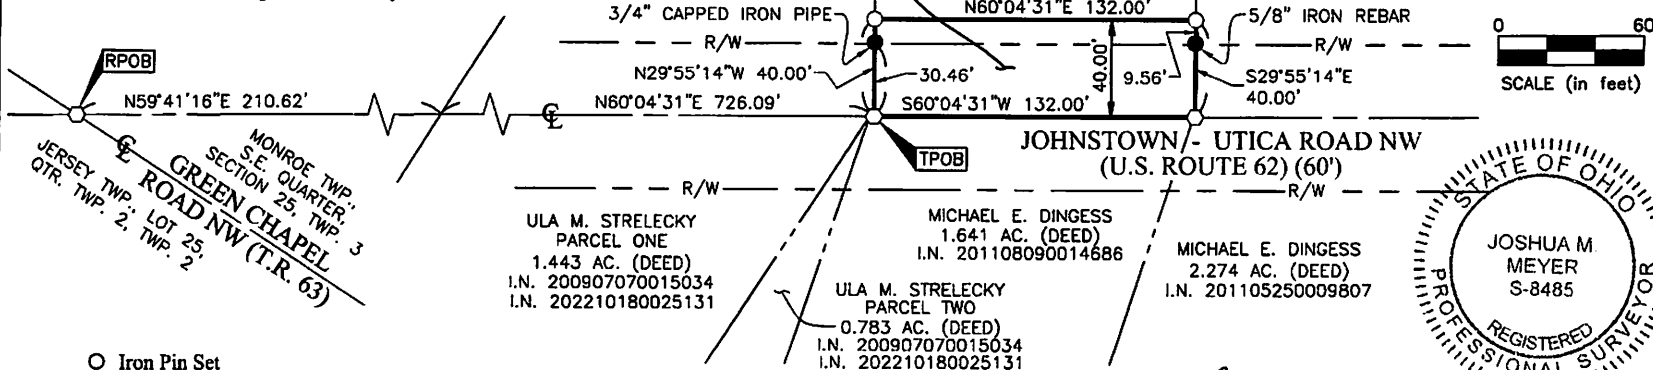 N60°04'31"E 132.00'
3/4" CAPPED IRON PIPE
5/8" IRON REBAR
0
60
R/W
R/W
RPOB
N29°55'14"W 40.00'
30.46'
40.00'
9.56'
S29°55'14"E
40.00'
SCALE (in feet)
N59°41'16"E 210.62'
N60°04'31"E 726.09'
S60°04'31"W 132.00'
TPOB
JOHNSTOWN - UTICA ROAD NW
(U.S. ROUTE 62) (60')
R/W
R/W
MONROE TWP.,
S.E. QUARTER,
SECTION 25, TWP. 3
GREEN CHAPEL
ROAD NW (T.R. 63)
JERSEY TWP., LOT 25,
QTR. TWP. 2, TWP. 2
ULA M. STRELECKY
PARCEL ONE
1.443 AC. (DEED)
I.N. 200907070015034
I.N. 202210180025131
MICHAEL E. DINGESS
1.641 AC. (DEED)
I.N. 201108090014686
ULA M. STRELECKY
PARCEL TWO
0.783 AC. (DEED)
I.N. 200907070015034
I.N. 202210180025131
MICHAEL E. DINGESS
2.274 AC. (DEED)
I.N. 201105250009807
STATE OF OHIO
JOSHUA M.
MEYER
S-8485
REGISTERED
PROFESSIONAL SURVEYOR
Iron Pin Set